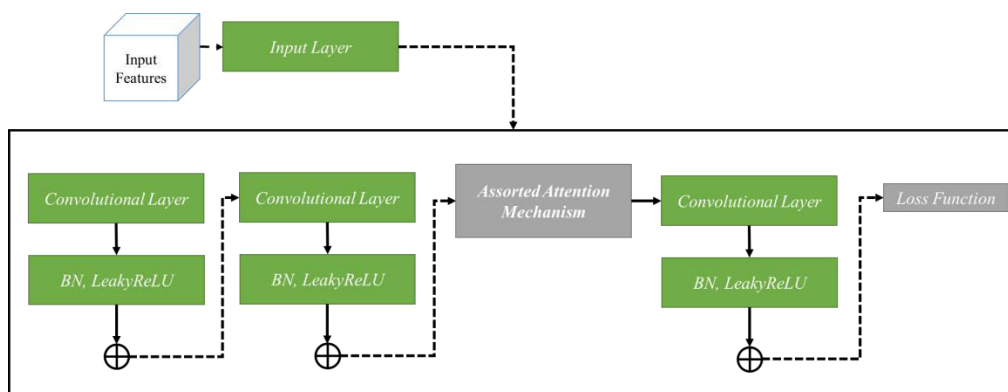 Input
Features
Input Layer
Convolutional Layer
BN, LeakyReLU
Convolutional Layer
BN, LeakyReLU
Assorted Attention
Mechanism
Convolutional Layer
BN, LeakyReLU
Loss Function